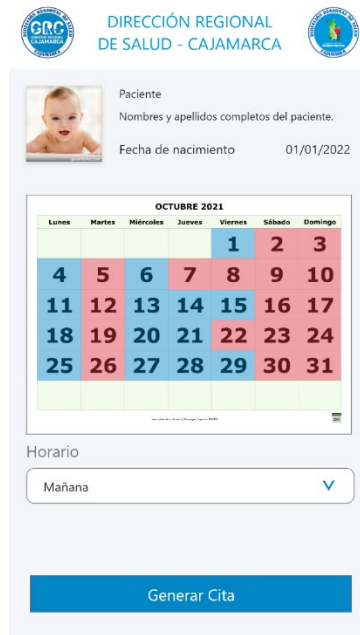 DIRECCIÓN REGIONAL
DE SALUD - CAJAMARCA
GRC
CAJAMARCA
Paciente
Nombres y apellidos completos del paciente.
Fecha de nacimiento 01/01/2022
OCTUBRE 2021
Lunes Martes Miércoles Jueves Viernes Sábado Domingo
1 2 3
4 5 6 7 8 9 10
11 12 13 14 15 16 17
18 19 20 21 22 23 24
25 26 27 28 29 30 31
Horario
Mañana
Generar Cita